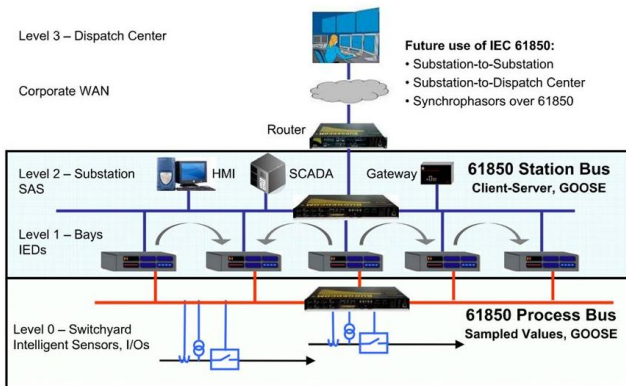 Level 3 – Dispatch Center
Future use of IEC 61850:
• Substation-to-Substation
• Substation-to-Dispatch Center
• Synchrophasors over 61850
Corporate WAN
Router
Level 2 – Substation
SAS
HMI
SCADA
Gateway
61850 Station Bus
Client-Server, GOOSE
Level 1 – Bays
IEDs
61850 Process Bus
Sampled Values, GOOSE
Level 0 – Switchyard
Intelligent Sensors, I/Os